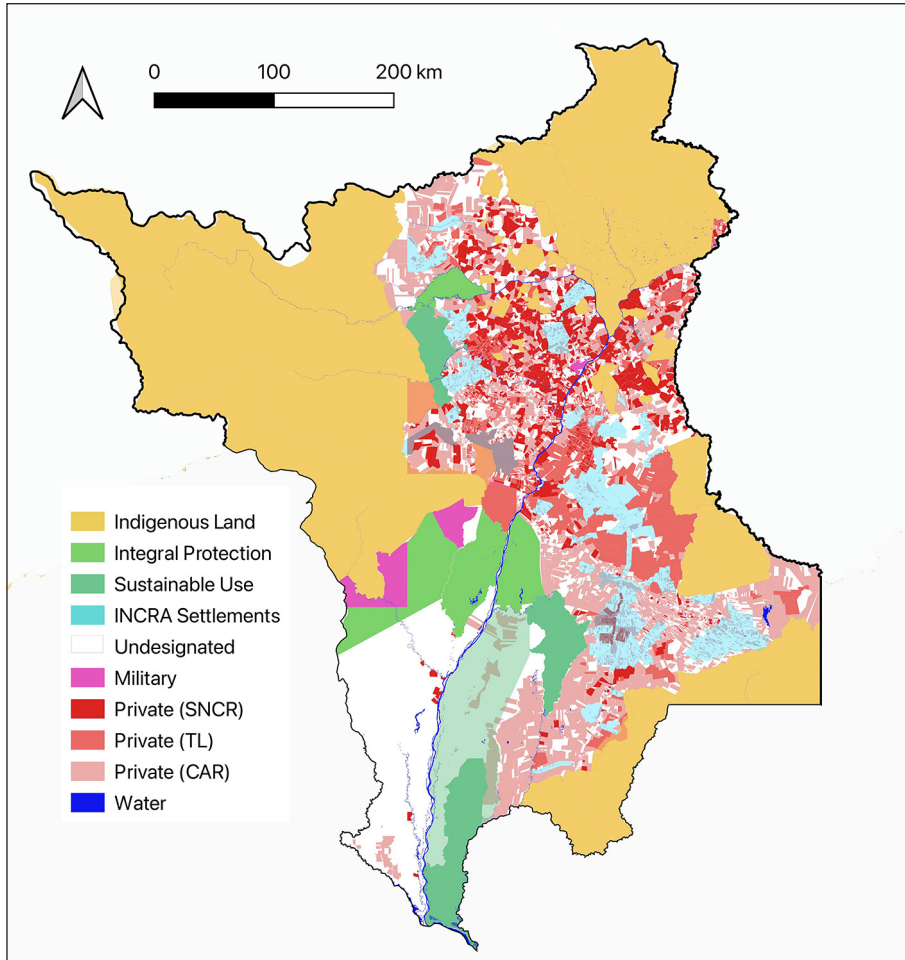 0 100 200 km
Indigenous Land
Integral Protection
Sustainable Use
INCRA Settlements
Undesignated
Military
Private (SNCR)
Private (TL)
Private (CAR)
Water